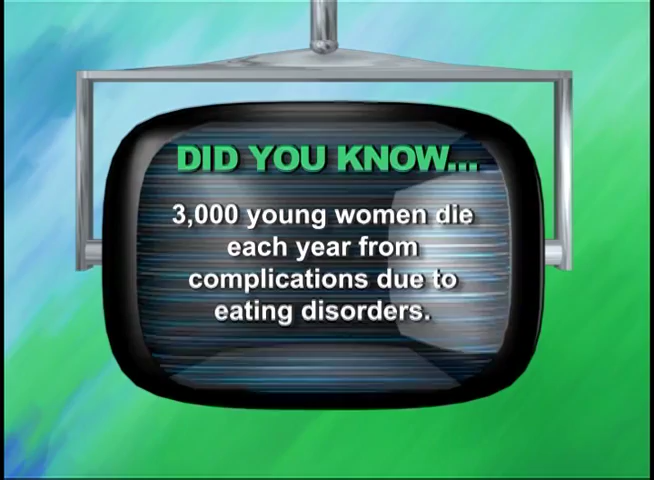 DID YOU KNOW...
3,000 young women die
each year from
complications due to
eating disorders.